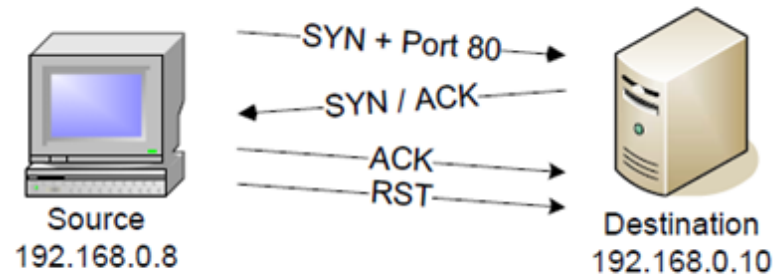 SYN + Port 80
SYN / ACK
ACK
RST
Source
192.168.0.8
Destination
192.168.0.10